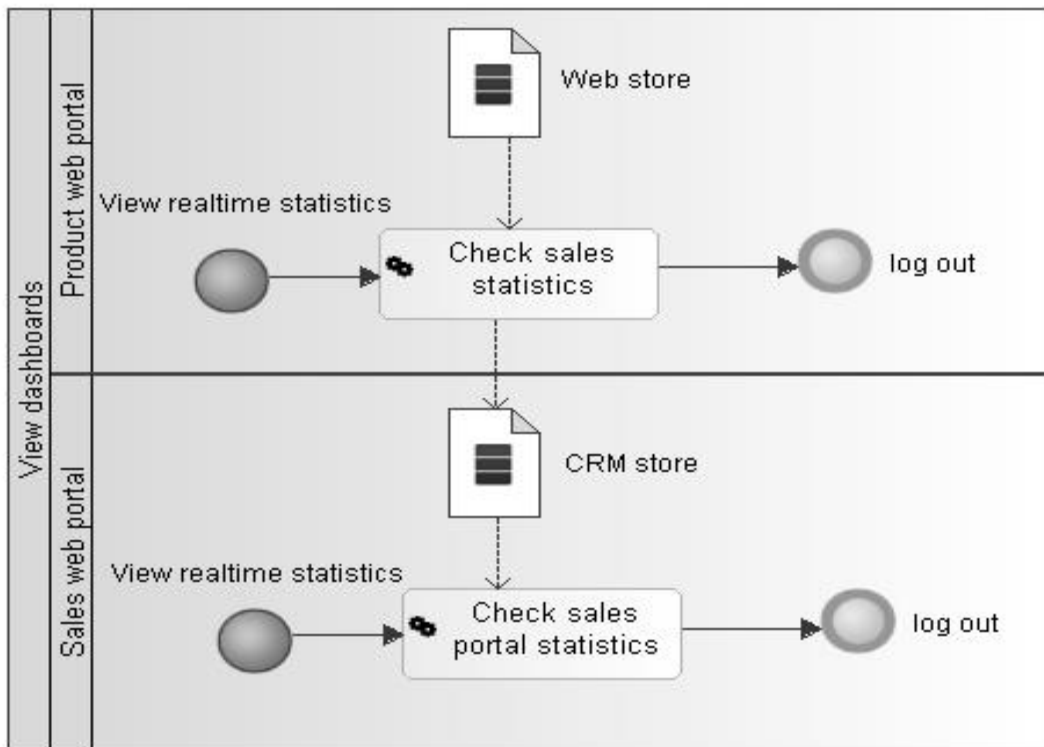 View dashboards
Product web portal
Web store
View realtime statistics
Check sales
statistics
log out
Sales web portal
CRM store
View realtime statistics
Check sales
portal statistics
log out